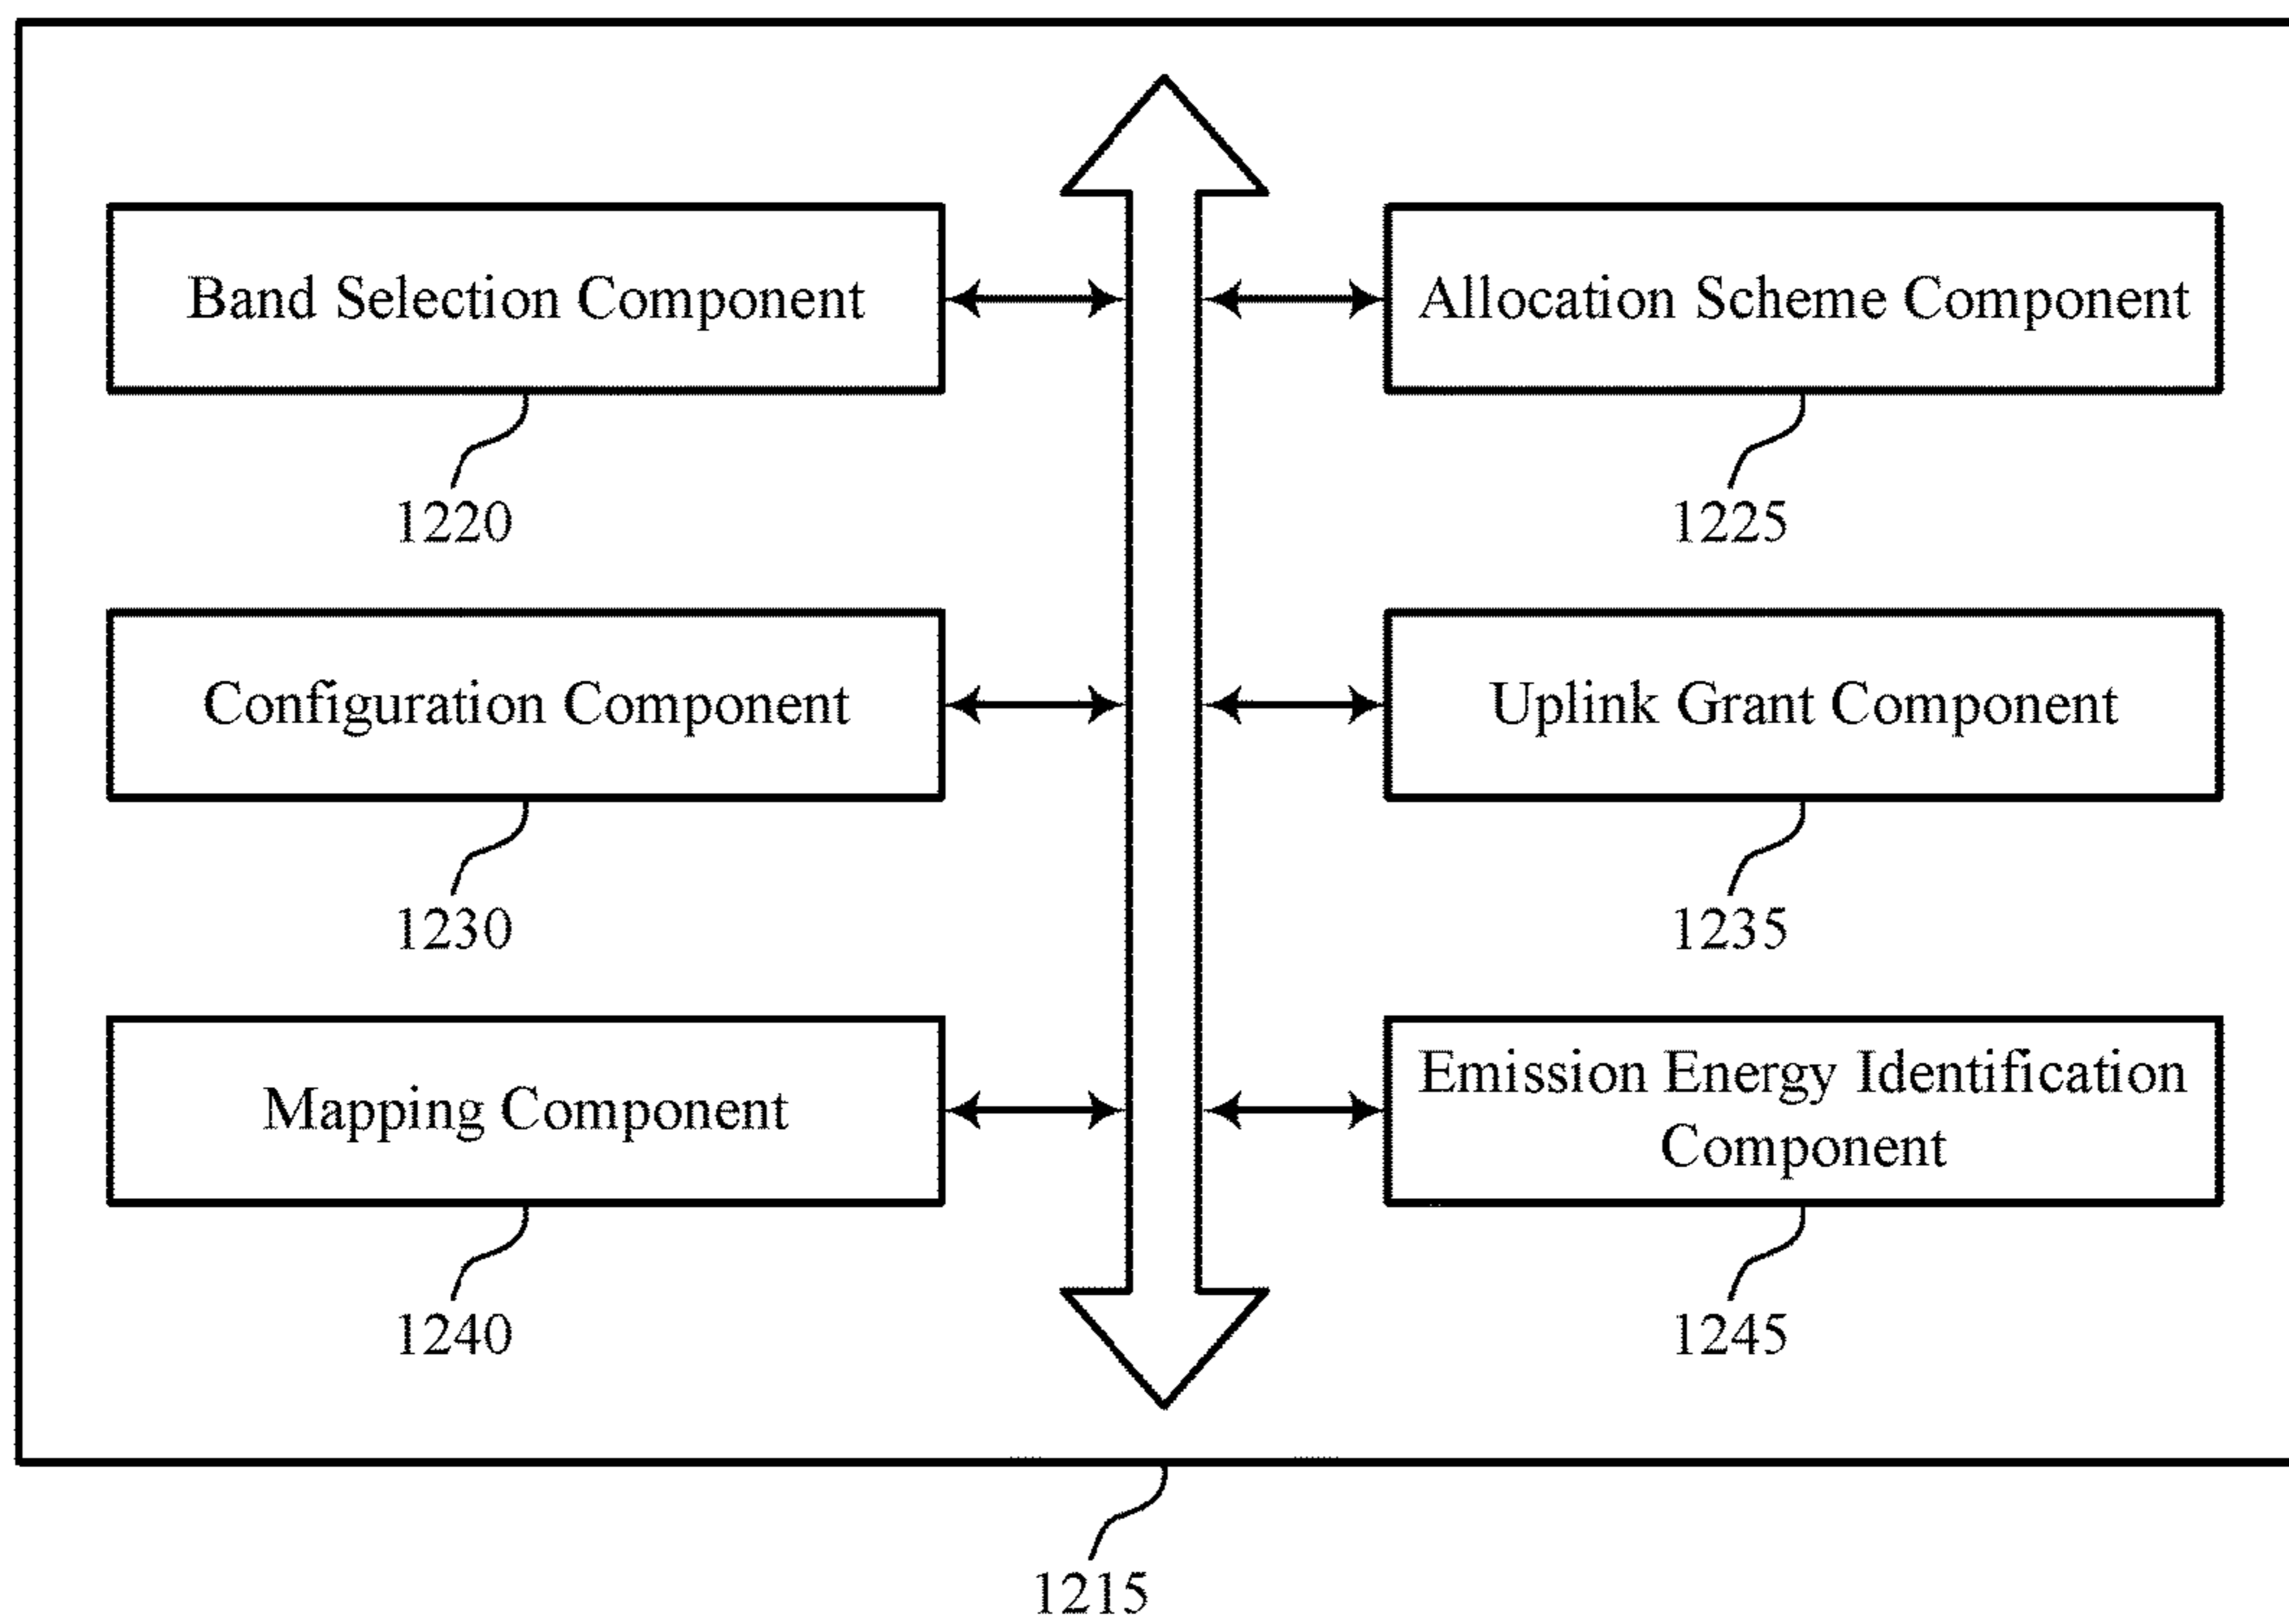 Band Selection Component
Allocation Scheme Component
1220
1225
Configuration Component
Uplink Grant Component
1230
1235
Mapping Component
Emission Energy Identification
Component
1240
1245
1215